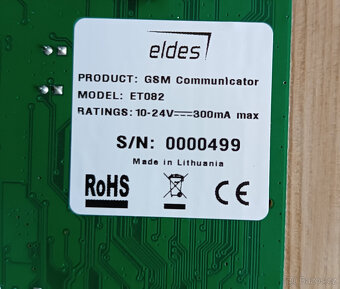 eldes
PRODUCT: GSM Communicator
MODEL: ET082
RATINGS: 10-24V⎓300mA max
S/N: 0000499
Made in Lithuania
RoHS
CE